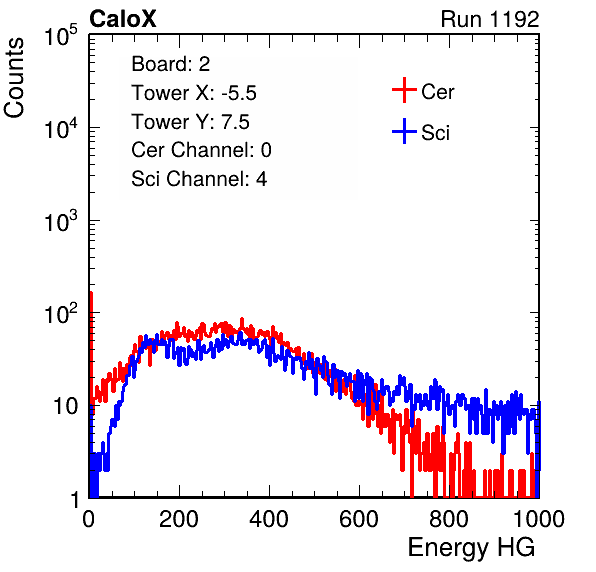 CaloX Run 1192
Counts
10^5
10^4
10^3
10^2
10
1
Board: 2
Tower X: -5.5
Tower Y: 7.5
Cer Channel: 0
Sci Channel: 4
Cer
Sci
0 200 400 600 800 1000
Energy HG